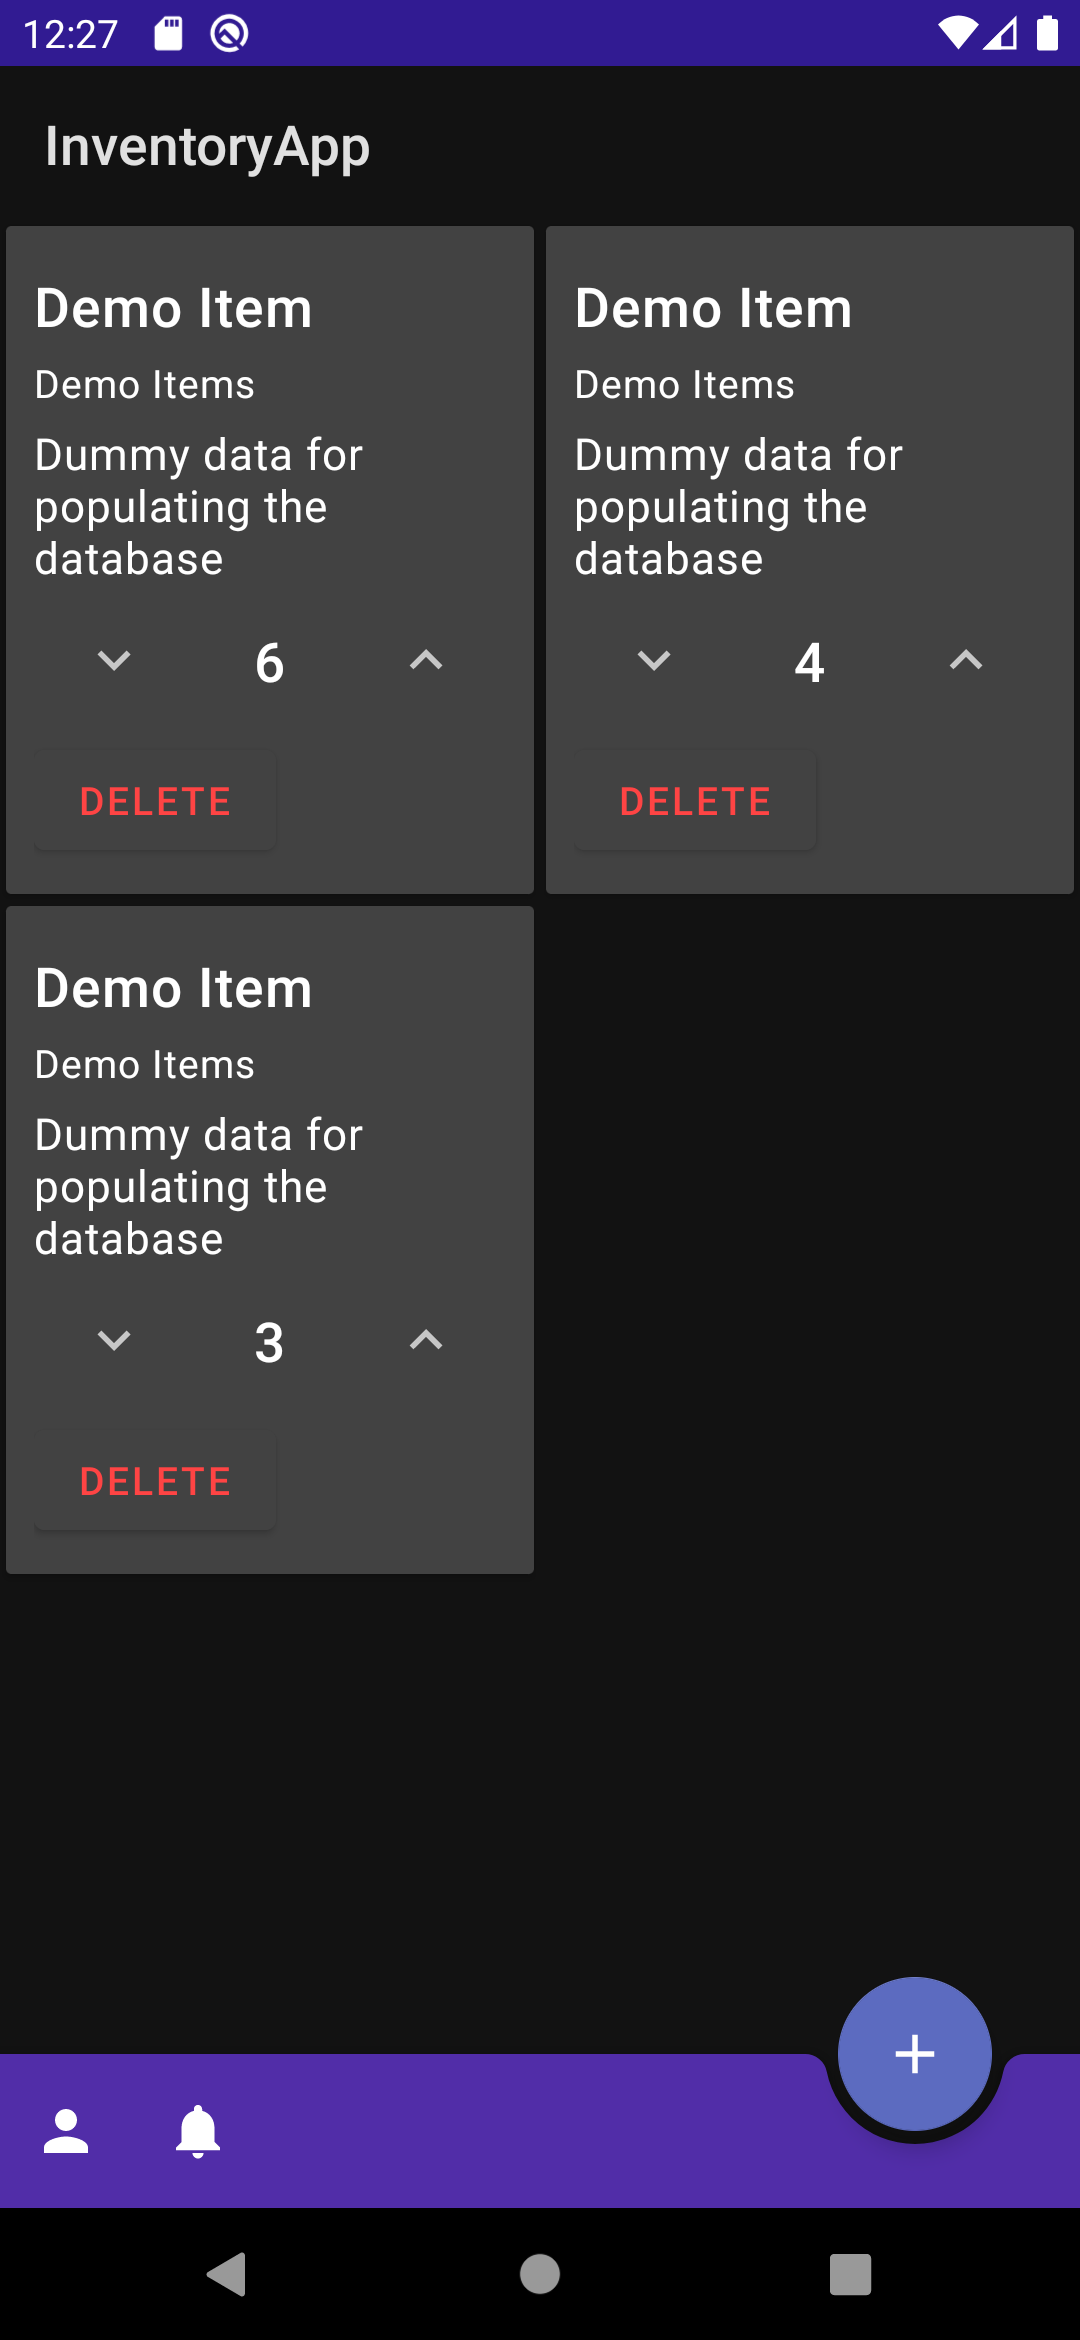 12:27
InventoryApp
Demo Item
Demo Items
Dummy data for
populating the
database
6
DELETE
Demo Item
Demo Items
Dummy data for
populating the
database
4
DELETE
Demo Item
Demo Items
Dummy data for
populating the
database
3
DELETE